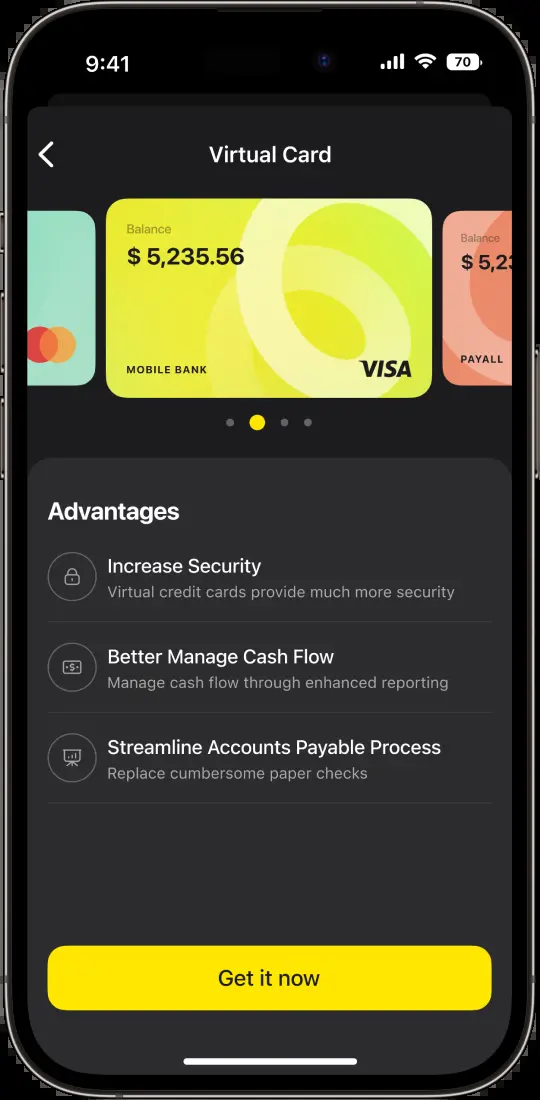 9:41
70
Virtual Card
Balance
$ 5,235.56
MOBILE BANK
VISA
Balance
$ 5,23
PAYALL
Advantages
Increase Security
Virtual credit cards provide much more security
Better Manage Cash Flow
Manage cash flow through enhanced reporting
Streamline Accounts Payable Process
Replace cumbersome paper checks
Get it now